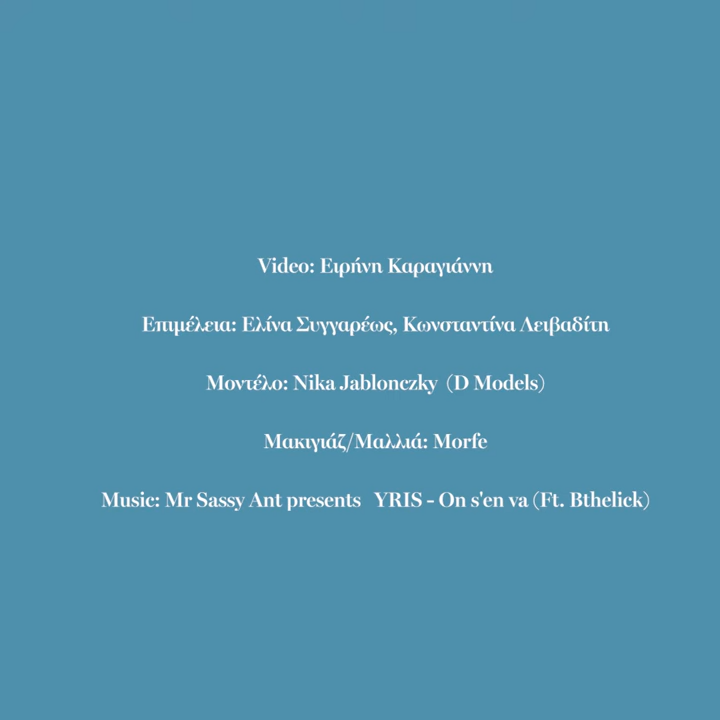 Video: Ειρήνη Καραγιάννη
Επιμέλεια: Ελίνα Συγγαρέως, Κωνσταντίνα Λειβαδίτη
Μοντέλο: Nika Jablonczky (D Models)
Μακιγιάζ/Μαλλιά: Morfe
Music: Mr Sassy Ant presents YRIS - On s'en va (Ft. Bthelick)